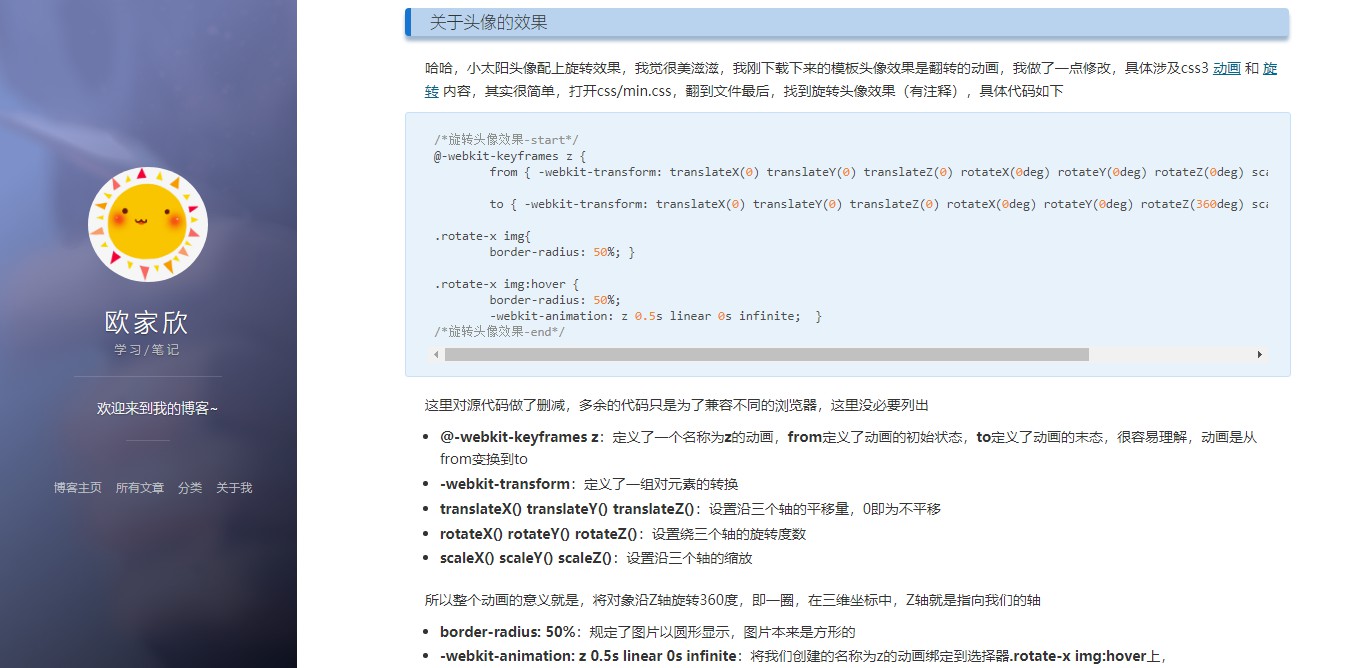 欧家欣
学习/笔记
欢迎来到我的博客~
博客主页 所有文章 分类 关于我
关于头像的效果
哈哈，小太阳头像配上旋转效果，我觉很美滋滋，我刚下载下来的模板头像效果是翻转的动画，我做了一点修改，具体涉及css3 动画 和 旋
转 内容，其实很简单，打开css/min.css，翻到文件最后，找到旋转头像效果（有注释），具体代码如下
/*旋转头像效果-start*/
@-webkit-keyframes z {
from { -webkit-transform: translateX(0) translateY(0) translateZ(0) rotateX(0deg) rotateY(0deg) rotateZ(0deg) sca
to { -webkit-transform: translateX(0) translateY(0) translateZ(0) rotateX(0deg) rotateY(0deg) rotateZ(360deg) sca
.rotate-x img{
border-radius: 50%; }
.rotate-x img:hover {
border-radius: 50%;
-webkit-animation: z 0.5s linear 0s infinite;  }
/*旋转头像效果-end*/
这里对源代码做了删减，多余的代码只是为了兼容不同的浏览器，这里没必要列出
@-webkit-keyframes z：定义了一个名称为z的动画，from定义了动画的初始状态，to定义了动画的末态，很容易理解，动画是从
from变换到to
-webkit-transform：定义了一组对元素的转换
translateX() translateY() translateZ()：设置沿三个轴的平移量，0即为不平移
rotateX() rotateY() rotateZ()：设置绕三个轴的旋转度数
scaleX() scaleY() scaleZ()：设置沿三个轴的缩放
所以整个动画的意义就是，将对象沿Z轴旋转360度，即一圈，在三维坐标中，Z轴就是指向我们的轴
border-radius: 50%：规定了图片以圆形显示，图片本来是方形的
-webkit-animation: z 0.5s linear 0s infinite：将我们创建的名称为z的动画绑定到选择器.rotate-x img:hover上，